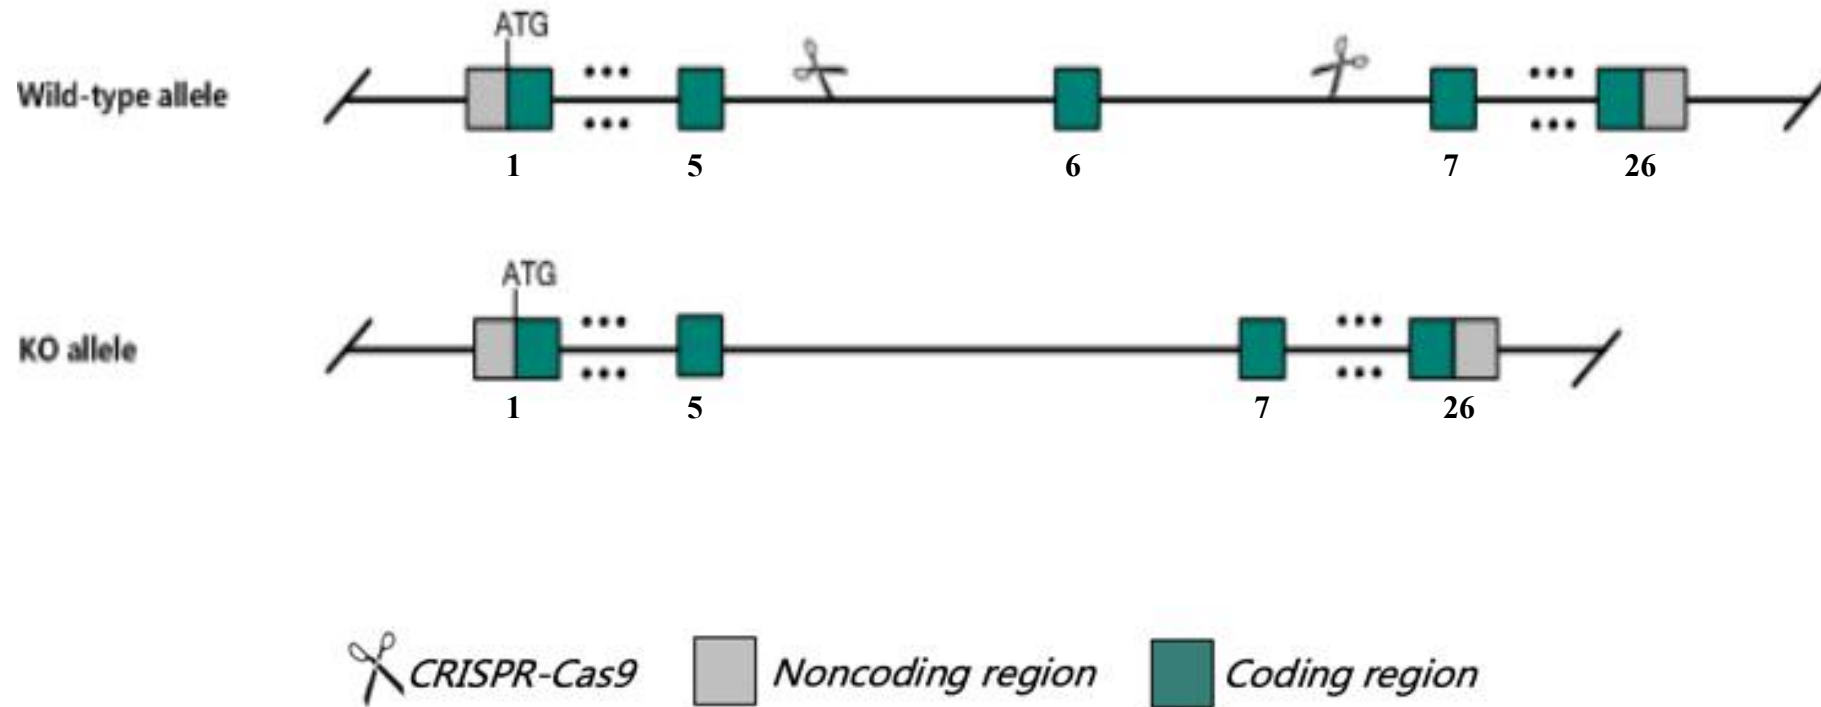 ATG
Wild-type allele
1 5 6 7 26
ATG
KO allele
1 5 7 26
CRISPR-Cas9 Noncoding region Coding region